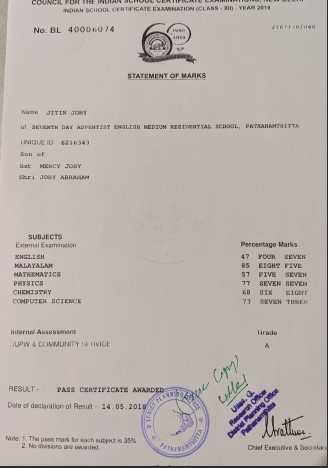 COUNCIL FOR THE INDIAN SCHOOL CERTIFICATE EXAMINATIONS, NEW DELHI
INDIAN SCHOOL CERTIFICATE EXAMINATION (CLASS - XII) YEAR 2018
No. BL 40006074
STATEMENT OF MARKS
Name JITIN JOBY
of SEVENTH DAY ADVENTIST ENGLISH MEDIUM RESIDENTIAL SCHOOL, PATHANAMTHITTA
UNIQUE ID 6216343
Son of
Smt MERCY JOBY
Shri JOBY ABRAHAM
SUBJECTS
External Examination Percentage Marks
ENGLISH 47 FOUR SEVEN
MALAYALAM 85 EIGHT FIVE
MATHEMATICS 57 FIVE SEVEN
PHYSICS 77 SEVEN SEVEN
CHEMISTRY 68 SIX EIGHT
COMPUTER SCIENCE 73 SEVEN THREE
Internal Assessment Grade
SUPW & COMMUNITY SERVICE A
RESULT - PASS CERTIFICATE AWARDED
Date of declaration of Result - 14.05.2018
True Copy
Research Officer
District Planning Office
Pathanamthitta
Note: 1. The pass mark for each subject is 35%
2. No divisions are awarded.
Chief Executive & Secretary